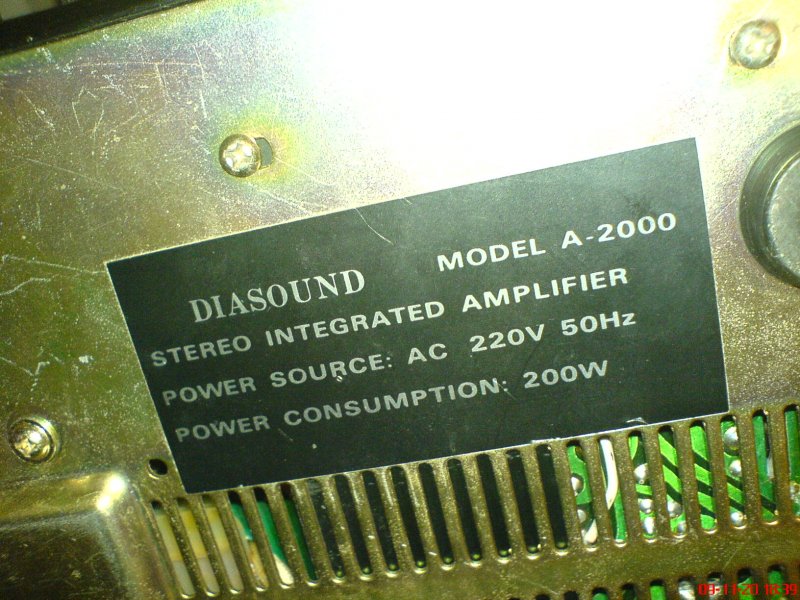 DIASOUND MODEL A-2000
STEREO INTEGRATED AMPLIFIER
POWER SOURCE: AC 220V 50Hz
POWER CONSUMPTION: 200W